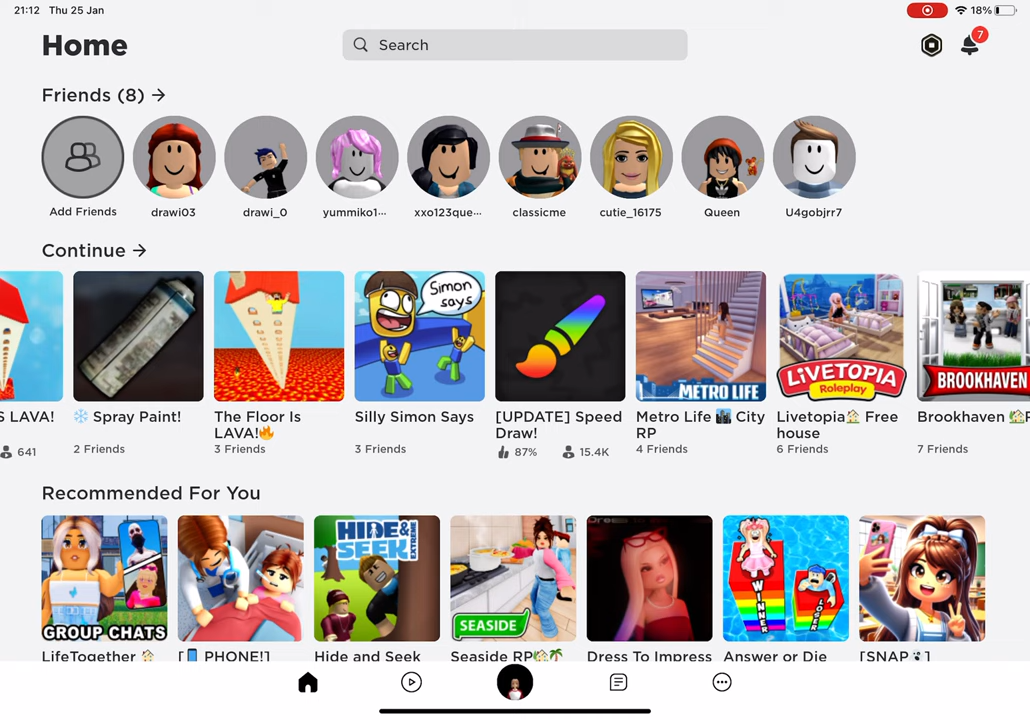 21:12 Thu 25 Jan
18%
Home
Search
7
Friends (8) →
Add Friends
drawi03
drawi_0
yummiko1...
xxo123que...
classicme
cutie_16175
Queen
U4gobjrr7
Continue →
Simon says
METRO LIFE
LIVETOPIA
Roleplay
BROOKHAVEN
S LAVA!
641
❄️ Spray Paint!
2 Friends
The Floor Is
LAVA!🔥
3 Friends
Silly Simon Says
3 Friends
[UPDATE] Speed
Draw!
87% 15.4K
Metro Life 🏙️ City
RP
4 Friends
Livetopia🏠 Free
house
6 Friends
Brookhaven 🏡R
7 Friends
Recommended For You
GROUP CHATS
HIDE &
SEEK
EXTREME
SEASIDE
Dress to
WINNER
LOSER
LifeTogether 🏠
[📱 PHONE!]
Hide and Seek
Seaside RP🏡🌴
Dress To Impress
Answer or Die
[SNAP👻]